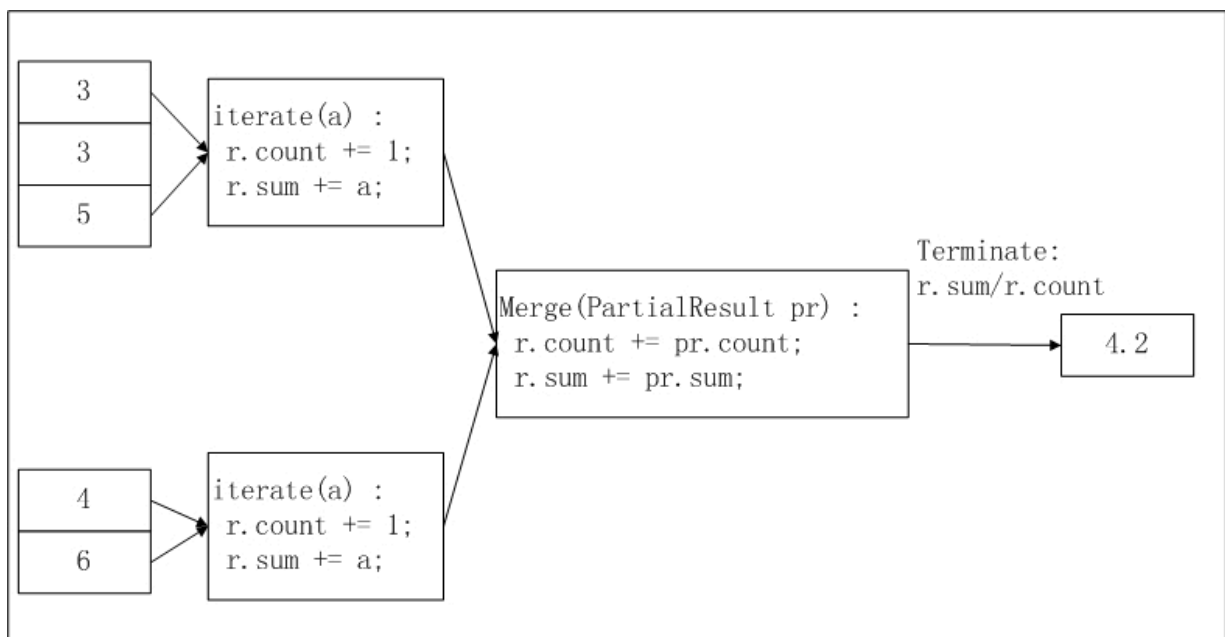 3
3
5
iterate(a) :
r.count += 1;
r.sum += a;
Merge(PartialResult pr) :
r.count += pr.count;
r.sum += pr.sum;
Terminate:
r.sum/r.count
4.2
4
6
iterate(a) :
r.count += 1;
r.sum += a;